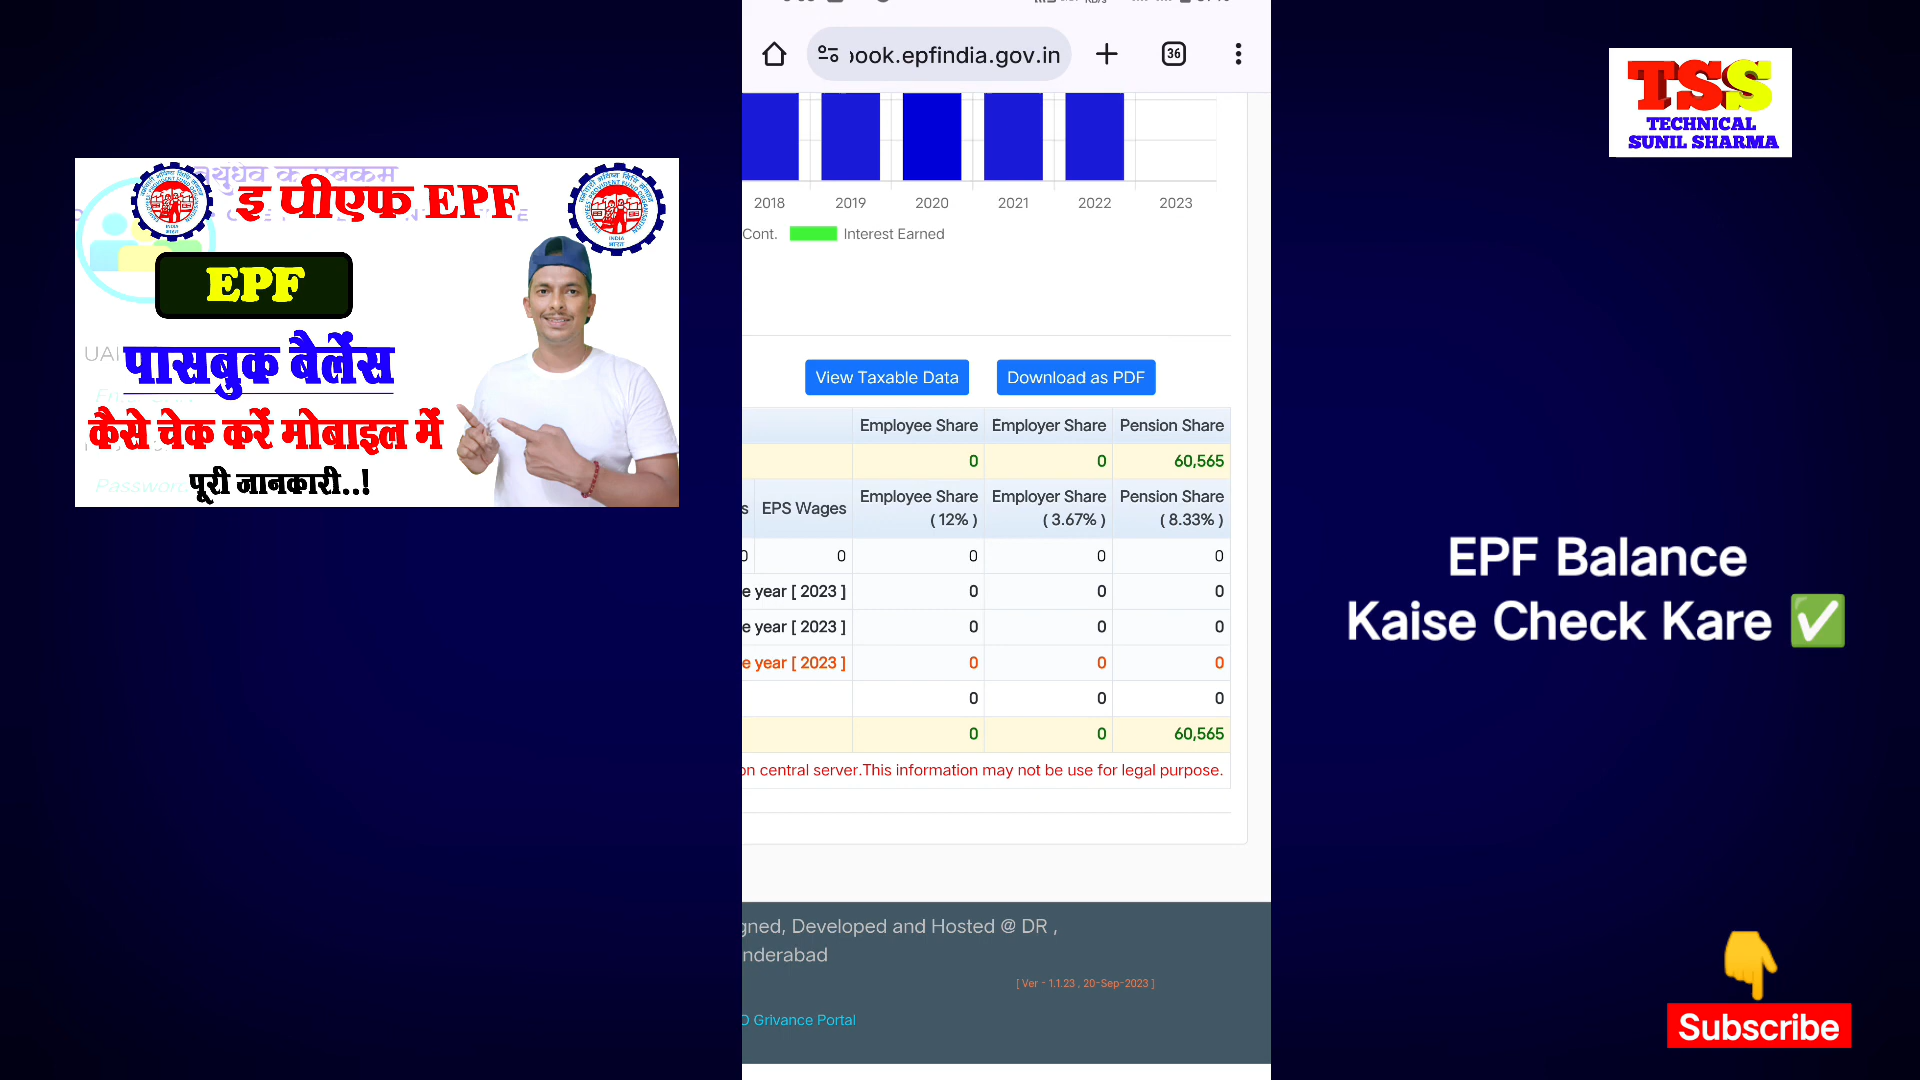 इ पीएफ EPF
EPF
UAN
पासबुक बैलेंस
कैसे चेक करें मोबाइल में
Password
पूरी जानकारी..!
book.epfindia.gov.in
36
2018 2019 2020 2021 2022 2023
Cont. Interest Earned
View Taxable Data Download as PDF
Employee Share Employer Share Pension Share
0 0 60,565
s EPS Wages Employee Share ( 12% ) Employer Share ( 3.67% ) Pension Share ( 8.33% )
0 0 0 0 0
e year [ 2023 ] 0 0 0
e year [ 2023 ] 0 0 0
e year [ 2023 ] 0 0 0
0 0 0
0 0 60,565
on central server.This information may not be use for legal purpose.
gned, Developed and Hosted @ DR ,
nderabad
[ Ver - 1.1.23 , 20-Sep-2023 ]
O Grivance Portal
TSS
TECHNICAL
SUNIL SHARMA
EPF Balance
Kaise Check Kare ✅
Subscribe